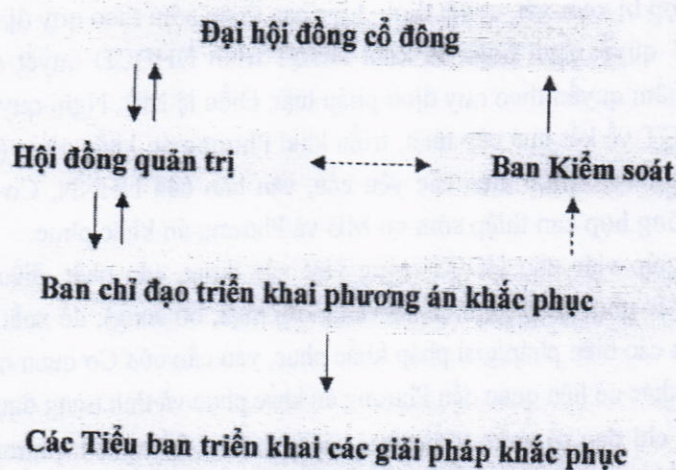 Đại hội đồng cổ đông
Hội đồng quản trị
Ban Kiểm soát
Ban chỉ đạo triển khai phương án khắc phục
Các Tiểu ban triển khai các giải pháp khắc phục